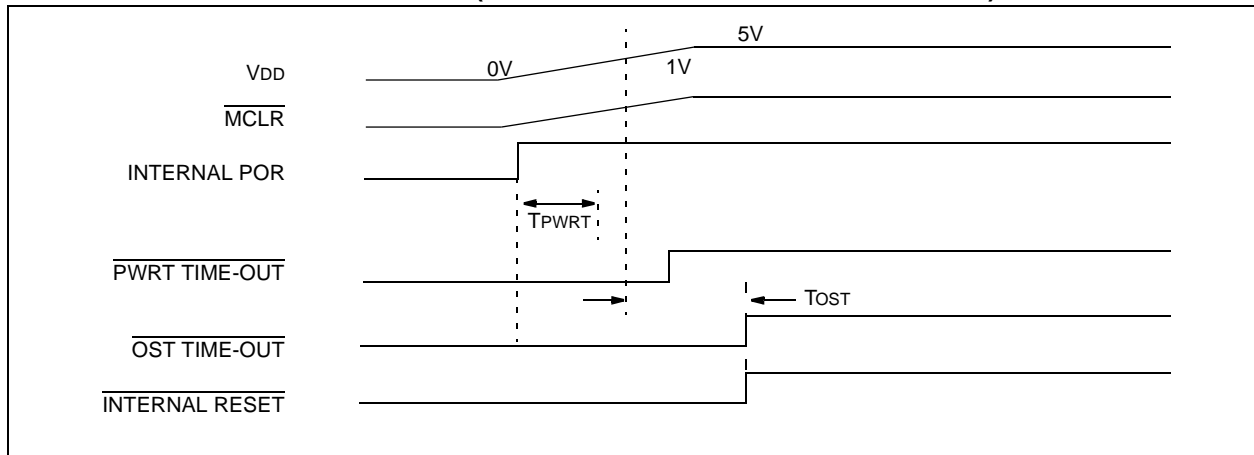 5V
VDD
0V
1V
MCLR
INTERNAL POR
TPWRT
PWRT TIME-OUT
TOST
OST TIME-OUT
INTERNAL RESET